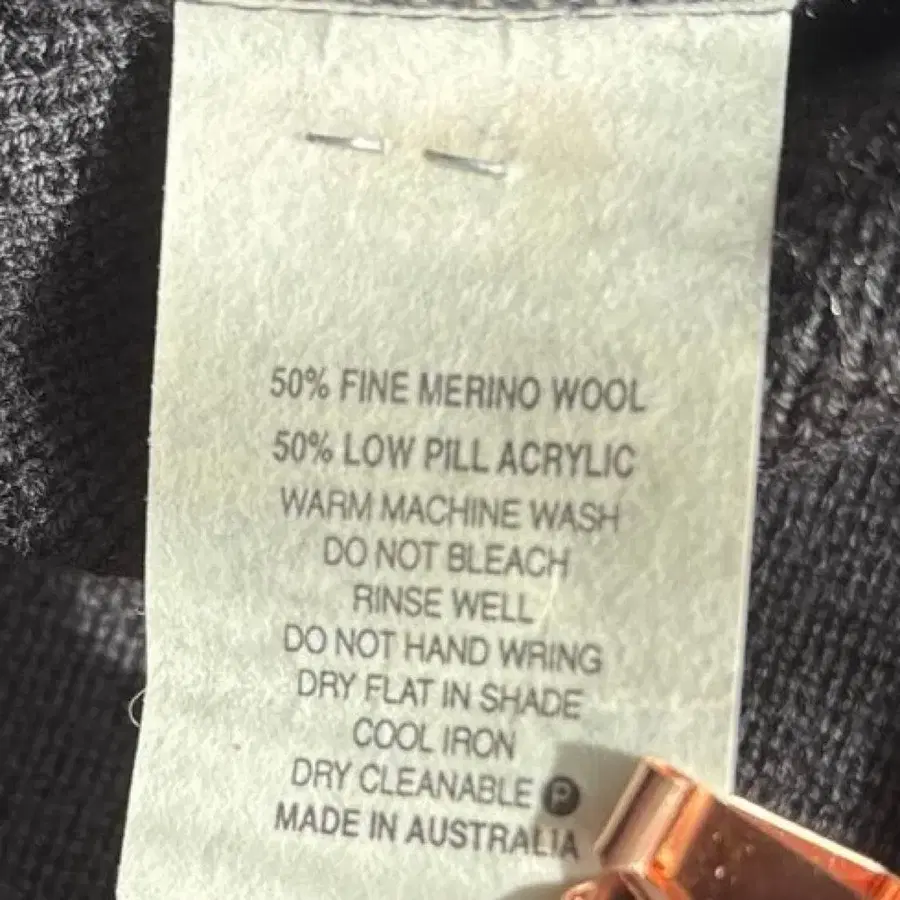 50% FINE MERINO WOOL
50% LOW PILL ACRYLIC
WARM MACHINE WASH
DO NOT BLEACH
RINSE WELL
DO NOT HAND WRING
DRY FLAT IN SHADE
COOL IRON
DRY CLEANABLE Ⓟ
MADE IN AUSTRALIA